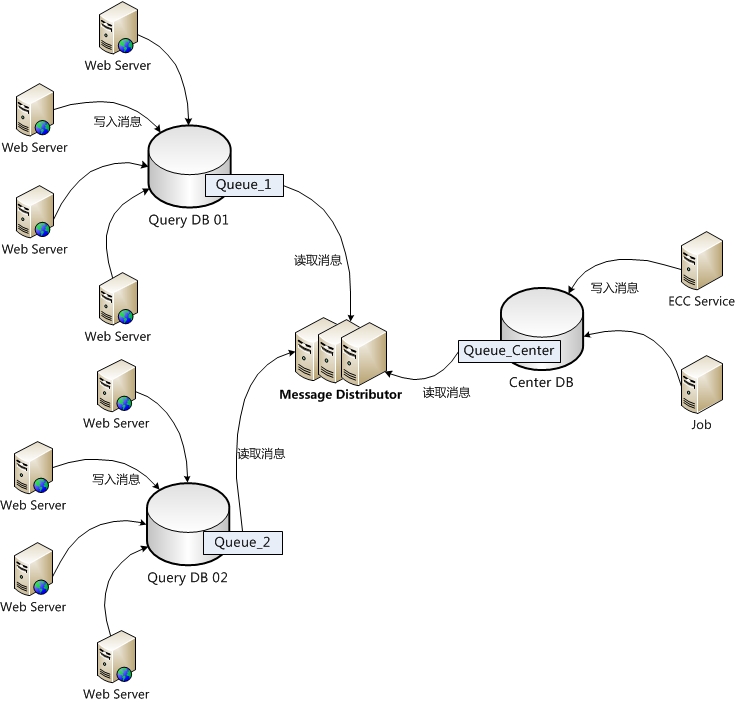 Web Server
写入消息
Web Server
Queue_1
Query DB 01
Web Server
读取消息
写入消息
ECC Service
Web Server
Queue_Center
Center DB
Message Distributor
读取消息
Web Server
Job
读取消息
写入消息
Web Server
Queue_2
Query DB 02
Web Server
Web Server